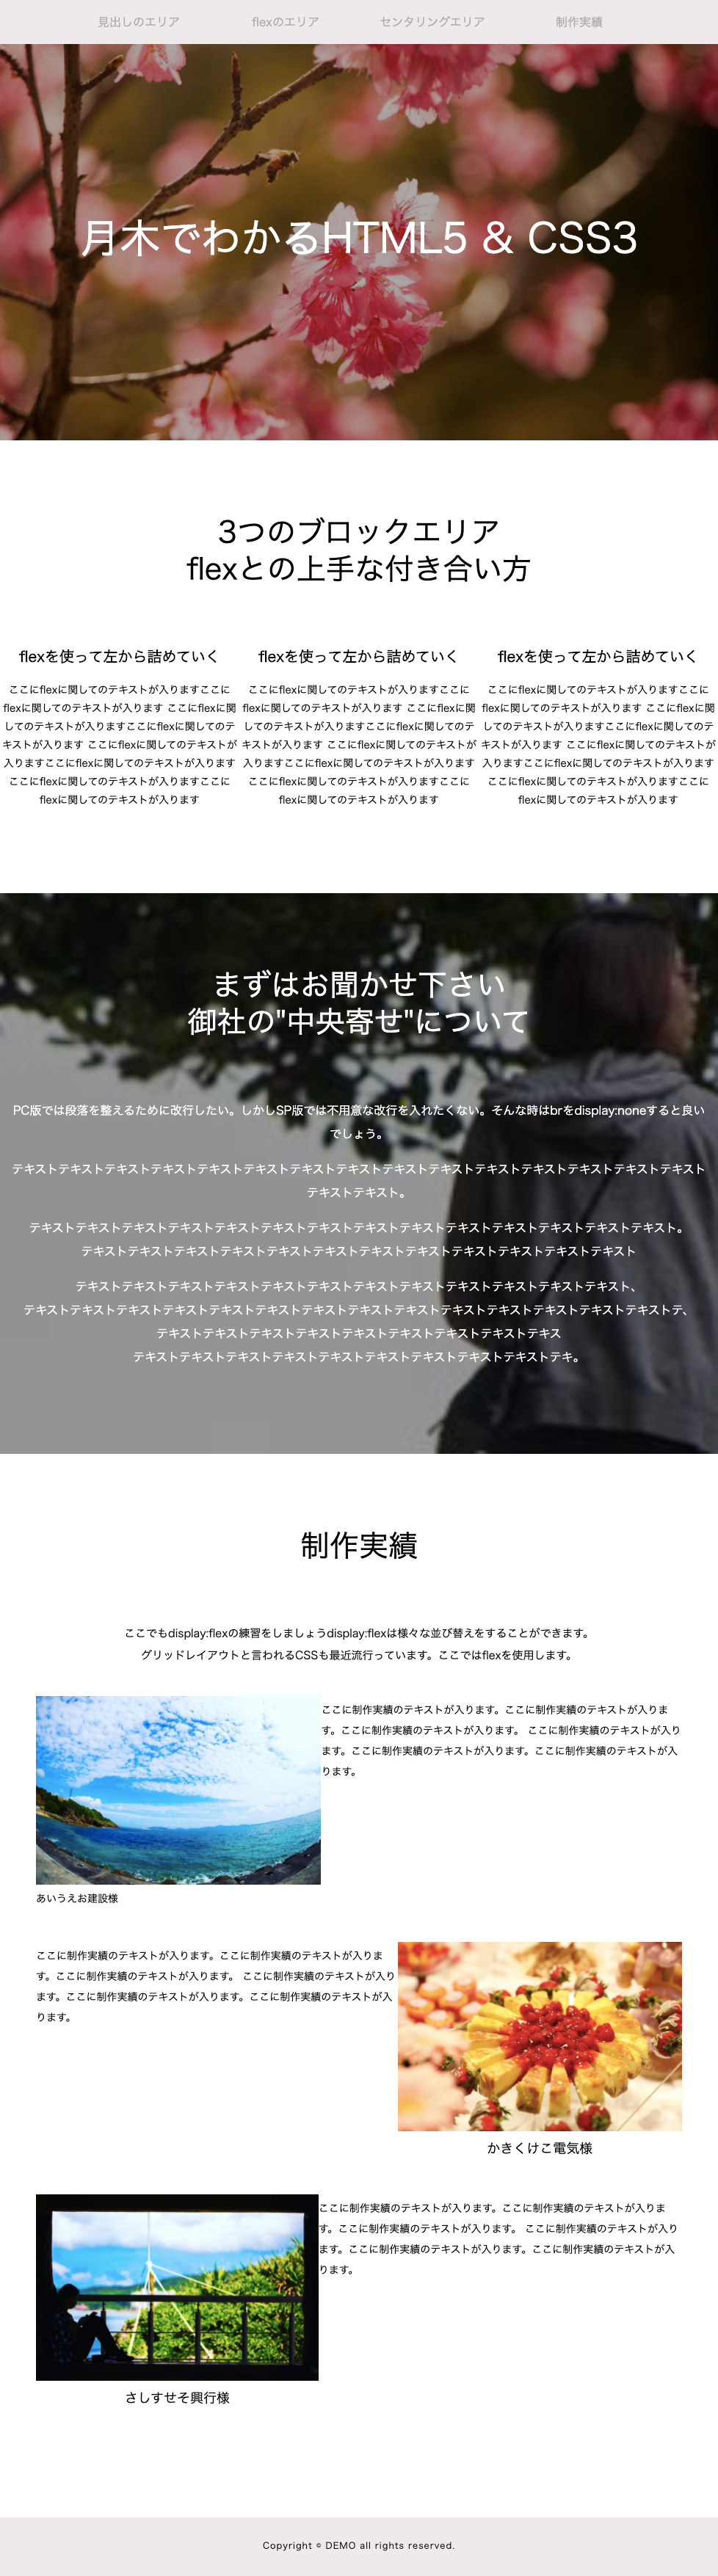 見出しのエリア flexのエリア センタリングエリア 制作実績
月木でわかるHTML5 & CSS3
3つのブロックエリア
flexとの上手な付き合い方
flexを使って左から詰めていく
ここにflexに関してのテキストが入りますここに
flexに関してのテキストが入ります ここにflexに関
してのテキストが入りますここにflexに関してのテ
キストが入ります ここにflexに関してのテキストが
入りますここにflexに関してのテキストが入ります
ここにflexに関してのテキストが入りますここに
flexに関してのテキストが入ります
flexを使って左から詰めていく
ここにflexに関してのテキストが入りますここに
flexに関してのテキストが入ります ここにflexに関
してのテキストが入りますここにflexに関してのテ
キストが入ります ここにflexに関してのテキストが
入りますここにflexに関してのテキストが入ります
ここにflexに関してのテキストが入りますここに
flexに関してのテキストが入ります
flexを使って左から詰めていく
ここにflexに関してのテキストが入りますここに
flexに関してのテキストが入ります ここにflexに関
してのテキストが入りますここにflexに関してのテ
キストが入ります ここにflexに関してのテキストが
入りますここにflexに関してのテキストが入ります
ここにflexに関してのテキストが入りますここに
flexに関してのテキストが入ります
まずはお聞かせ下さい
御社の"中央寄せ"について
PC版では段落を整えるために改行したい。しかしSP版では不用意な改行を入れたくない。そんな時はbrをdisplay:noneすると良い
でしょう。
テキストテキストテキストテキストテキストテキストテキストテキストテキストテキストテキストテキストテキストテキストテキスト
テキストテキスト。
テキストテキストテキストテキストテキストテキストテキストテキストテキストテキストテキストテキストテキストテキスト。
テキストテキストテキストテキストテキストテキストテキストテキストテキストテキストテキストテキスト
テキストテキストテキストテキストテキストテキストテキストテキストテキストテキストテキストテキスト、
テキストテキストテキストテキストテキストテキストテキストテキストテキストテキストテキストテキストテキストテキストテ、
テキストテキストテキストテキストテキストテキストテキストテキストテキス
テキストテキストテキストテキストテキストテキストテキストテキストテキストテキ。
制作実績
ここでもdisplay:flexの練習をしましょうdisplay:flexは様々な並び替えをすることができます。
グリッドレイアウトと言われるCSSも最近流行っています。ここではflexを使用します。
ここに制作実績のテキストが入ります。ここに制作実績のテキストが入りま
す。ここに制作実績のテキストが入ります。 ここに制作実績のテキストが入り
ます。ここに制作実績のテキストが入ります。ここに制作実績のテキストが入
ります。
あいうえお建設様
ここに制作実績のテキストが入ります。ここに制作実績のテキストが入りま
す。ここに制作実績のテキストが入ります。 ここに制作実績のテキストが入り
ます。ここに制作実績のテキストが入ります。ここに制作実績のテキストが入
ります。
かきくけこ電気様
ここに制作実績のテキストが入ります。ここに制作実績のテキストが入りま
す。ここに制作実績のテキストが入ります。 ここに制作実績のテキストが入り
ます。ここに制作実績のテキストが入ります。ここに制作実績のテキストが入
ります。
さしすせそ興行様
Copyright © DEMO all rights reserved.